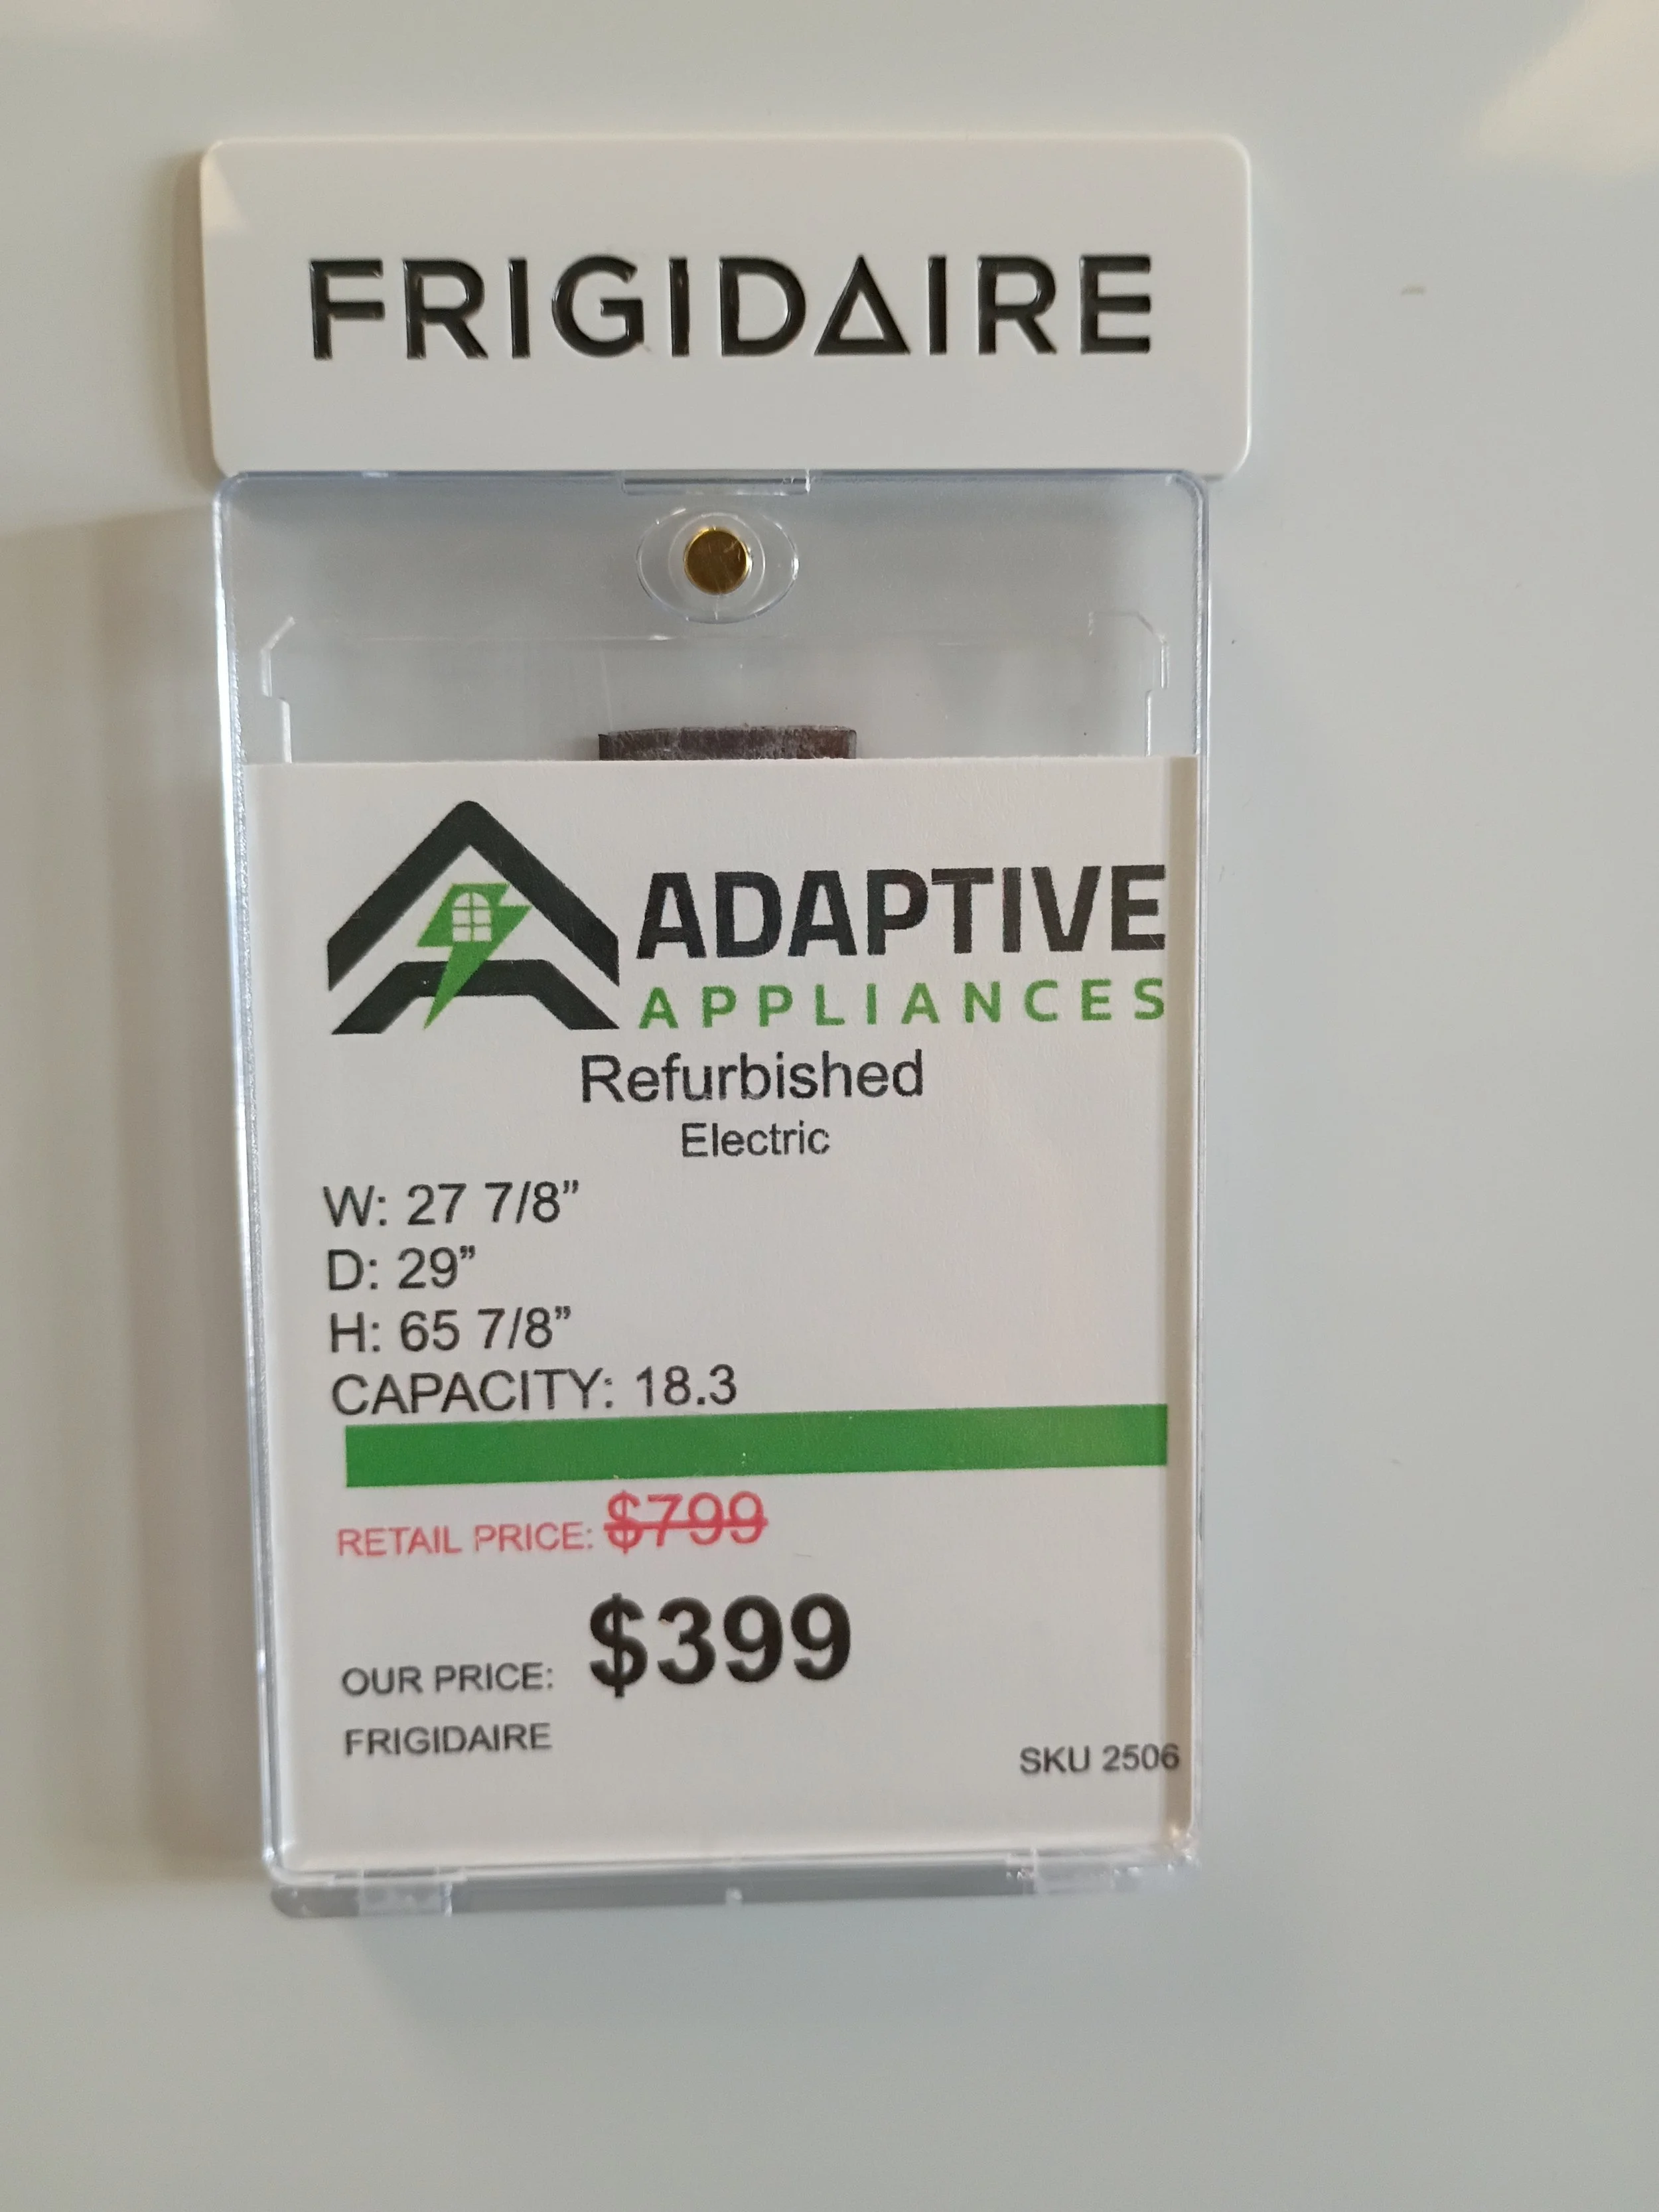 FRIGIDAIRE
ADAPTIVE
APPLIANCES
Refurbished
Electric
W: 27 7/8”
D: 29”
H: 65 7/8”
CAPACITY: 18.3
RETAIL PRICE: $799
OUR PRICE: $399
FRIGIDAIRE
SKU 2506